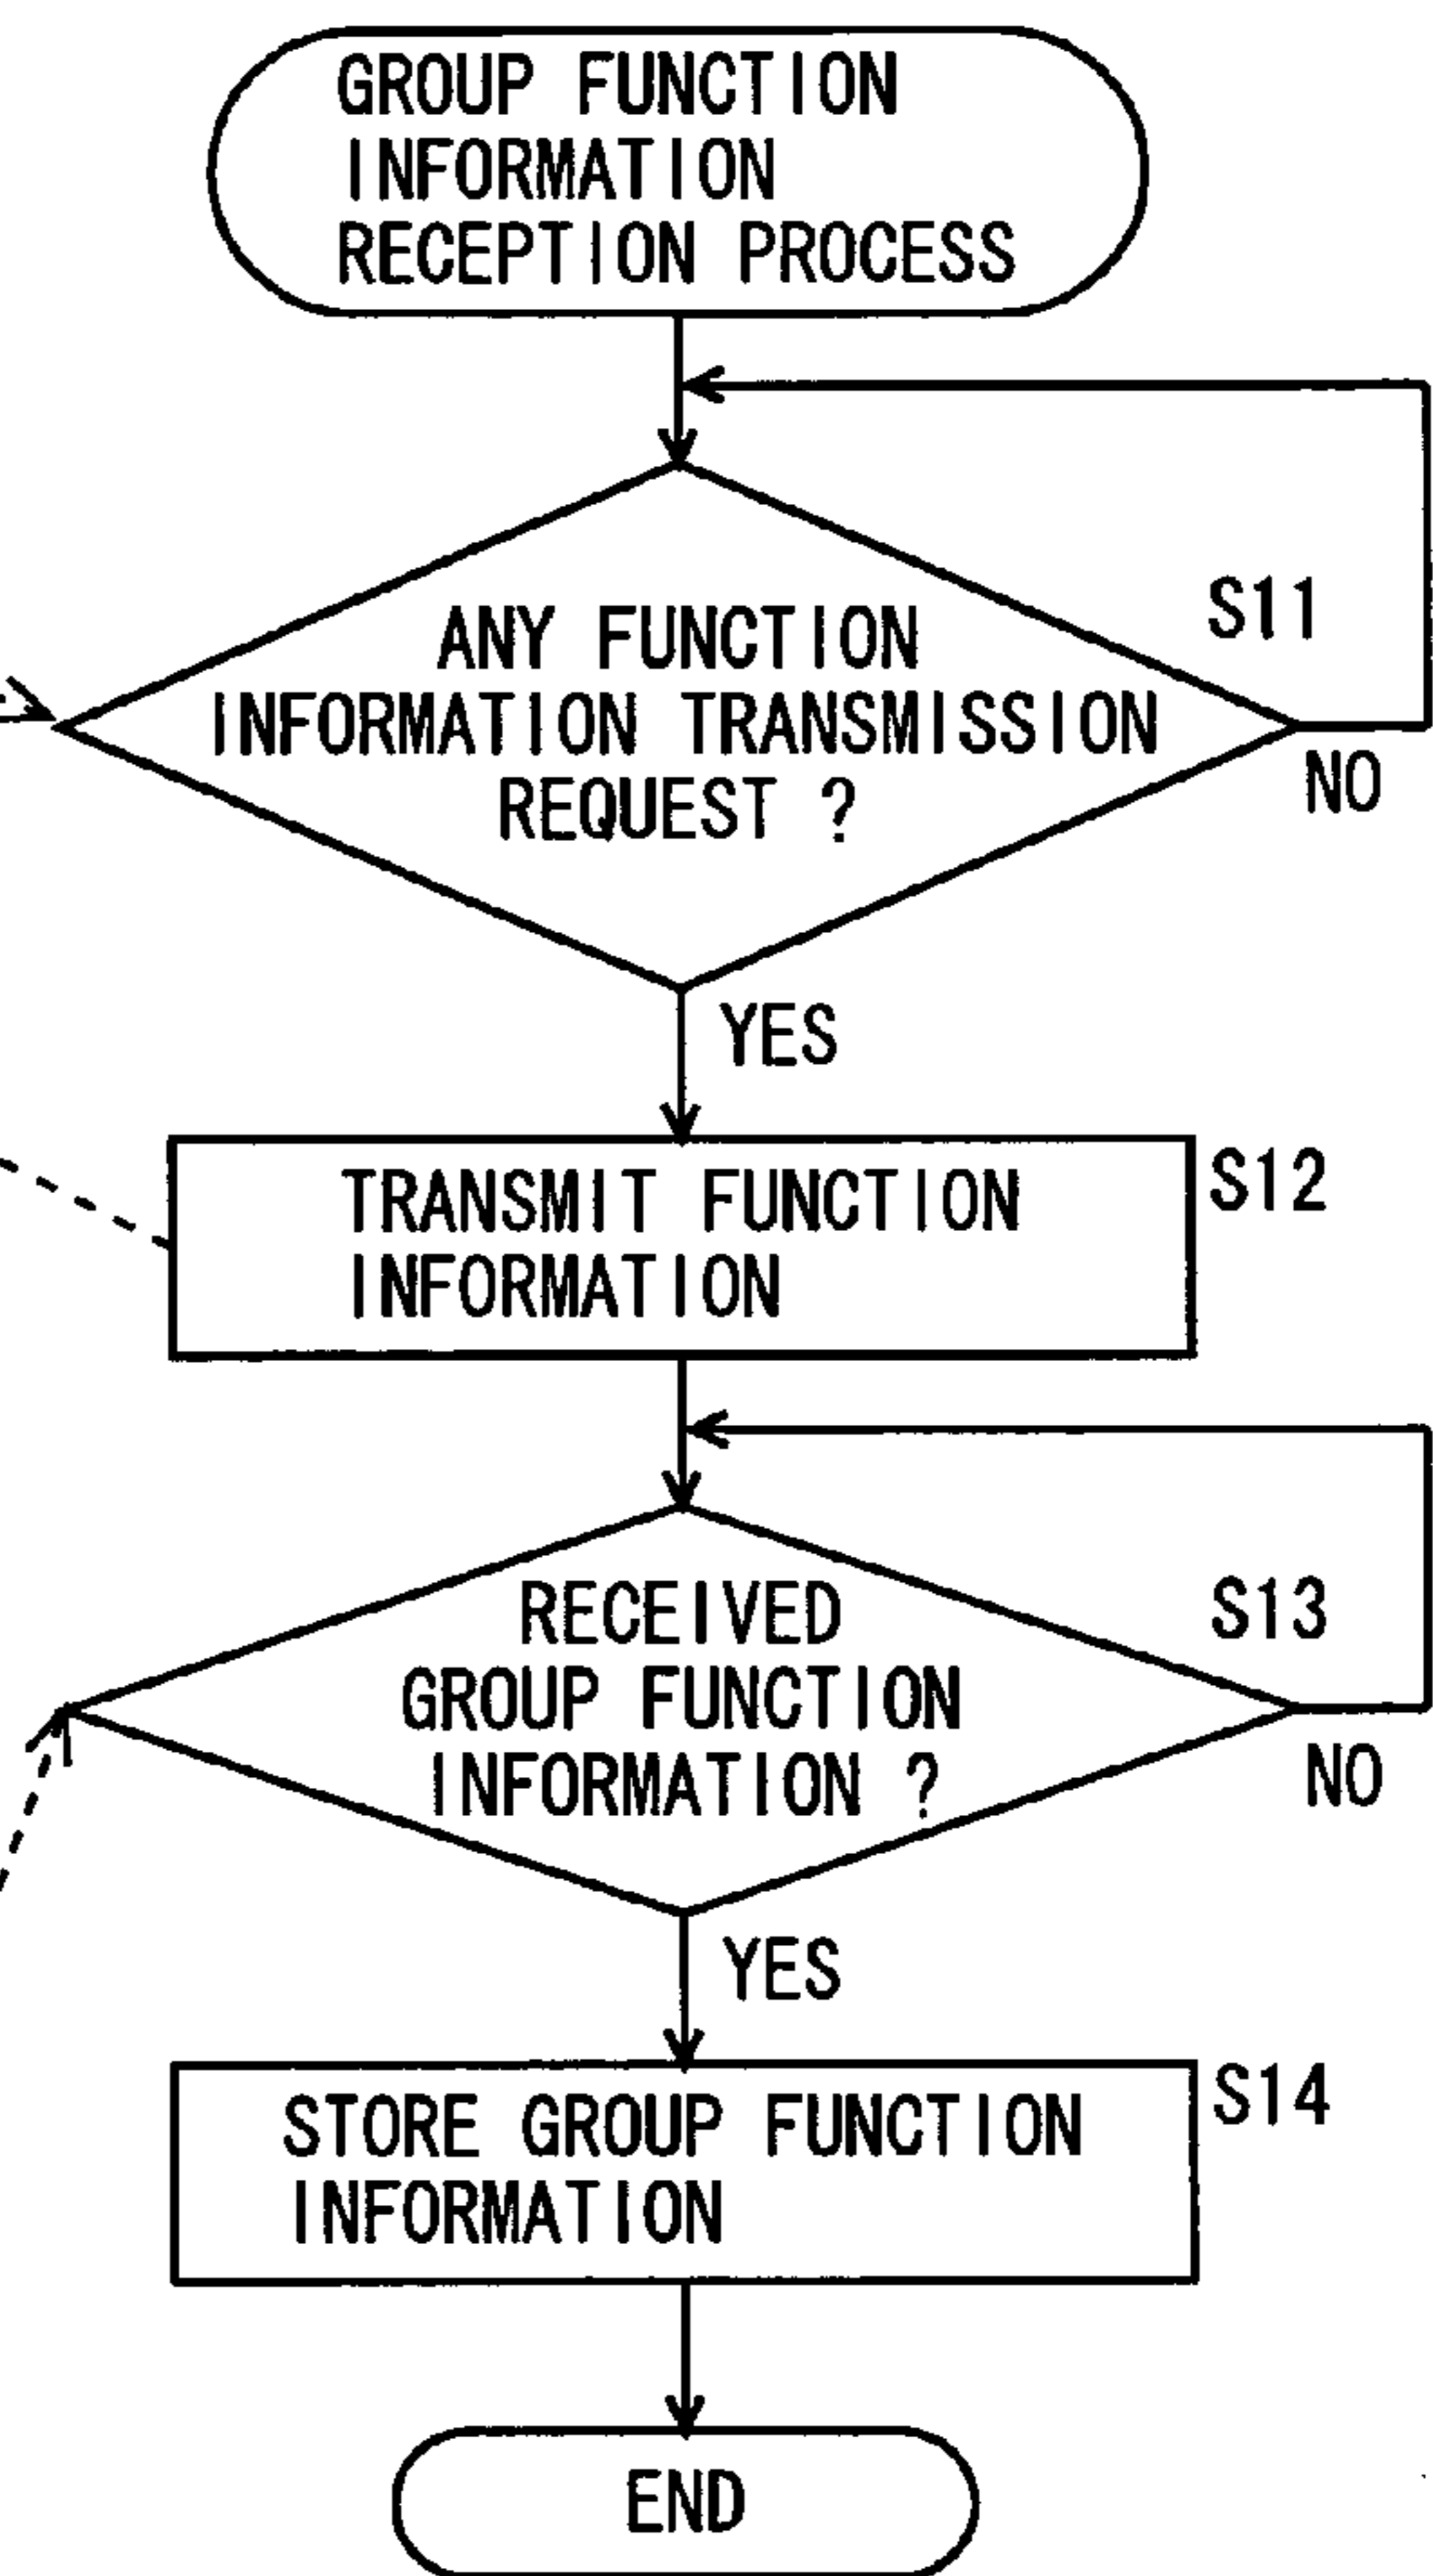 GROUP FUNCTION
INFORMATION
RECEPTION PROCESS
S11
ANY FUNCTION
INFORMATION TRANSMISSION
REQUEST ?
NO
YES
S12
TRANSMIT FUNCTION
INFORMATION
S13
RECEIVED
GROUP FUNCTION
INFORMATION ?
NO
YES
S14
STORE GROUP FUNCTION
INFORMATION
END